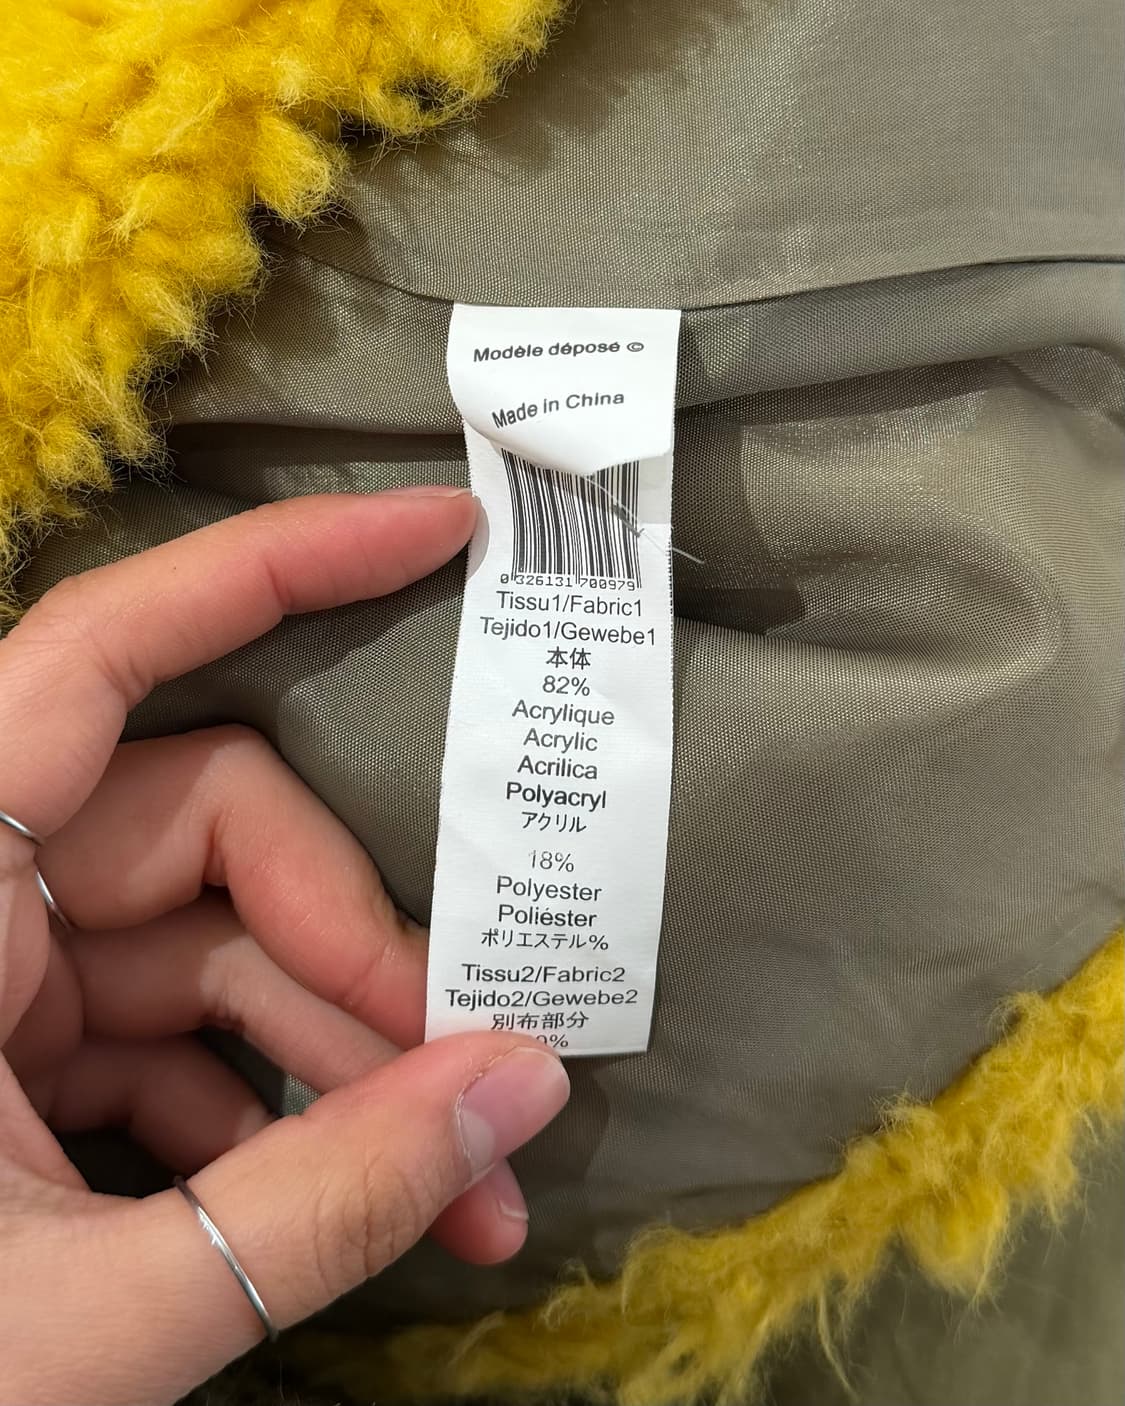 Modèle déposé ©
Made in China
0 326131 700979
Tissu1/Fabric1
Tejido1/Gewebe1
本体
82%
Acrylique
Acrylic
Acrilica
Polyacryl
アクリル
18%
Polyester
Poliéster
ポリエステル%
Tissu2/Fabric2
Tejido2/Gewebe2
別布部分